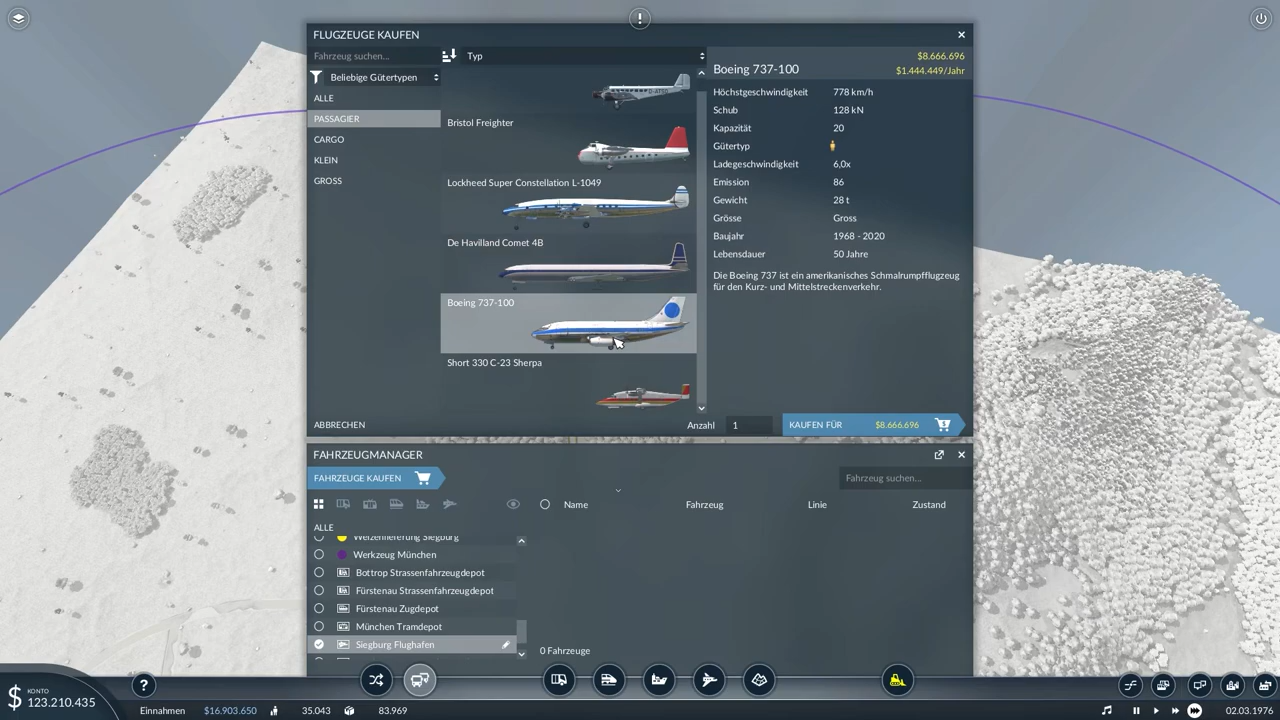 FLUGZEUGE KAUFEN
Fahrzeug suchen...
Typ
Beliebige Gütertypen
ALLE
PASSAGIER
CARGO
KLEIN
GROSS
Bristol Freighter
Lockheed Super Constellation L-1049
De Havilland Comet 4B
Boeing 737-100
Short 330 C-23 Sherpa
Boeing 737-100
$8.666.696
$1.444.449/Jahr
Höchstgeschwindigkeit 778 km/h
Schub 128 kN
Kapazität 20
Gütertyp
Ladegeschwindigkeit 6,0x
Emission 86
Gewicht 28 t
Grösse Gross
Baujahr 1968 - 2020
Lebensdauer 50 Jahre
Die Boeing 737 ist ein amerikanisches Schmalrumpfflugzeug
für den Kurz- und Mittelstreckenverkehr.
ABBRECHEN
Anzahl 1
KAUFEN FÜR $8.666.696
FAHRZEUGMANAGER
FAHRZEUGE KAUFEN
Fahrzeug suchen...
Name Fahrzeug Linie Zustand
ALLE
Weizenlieferung Siegburg
Werkzeug München
Bottrop Strassenfahrzeugdepot
Fürstenau Strassenfahrzeugdepot
Fürstenau Zugdepot
München Tramdepot
Siegburg Flughafen
0 Fahrzeuge
$ KONTO
123.210.435
?
Einnahmen $16.903.650 35.043 83.969
02.03.1976